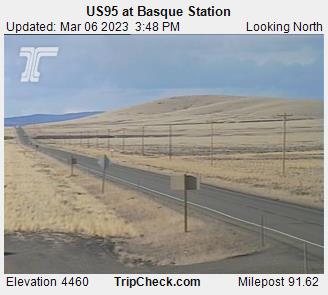 US95 at Basque Station
Updated: Mar 06 2023 3:48 PM Looking North
Elevation 4460 TripCheck.com Milepost 91.62